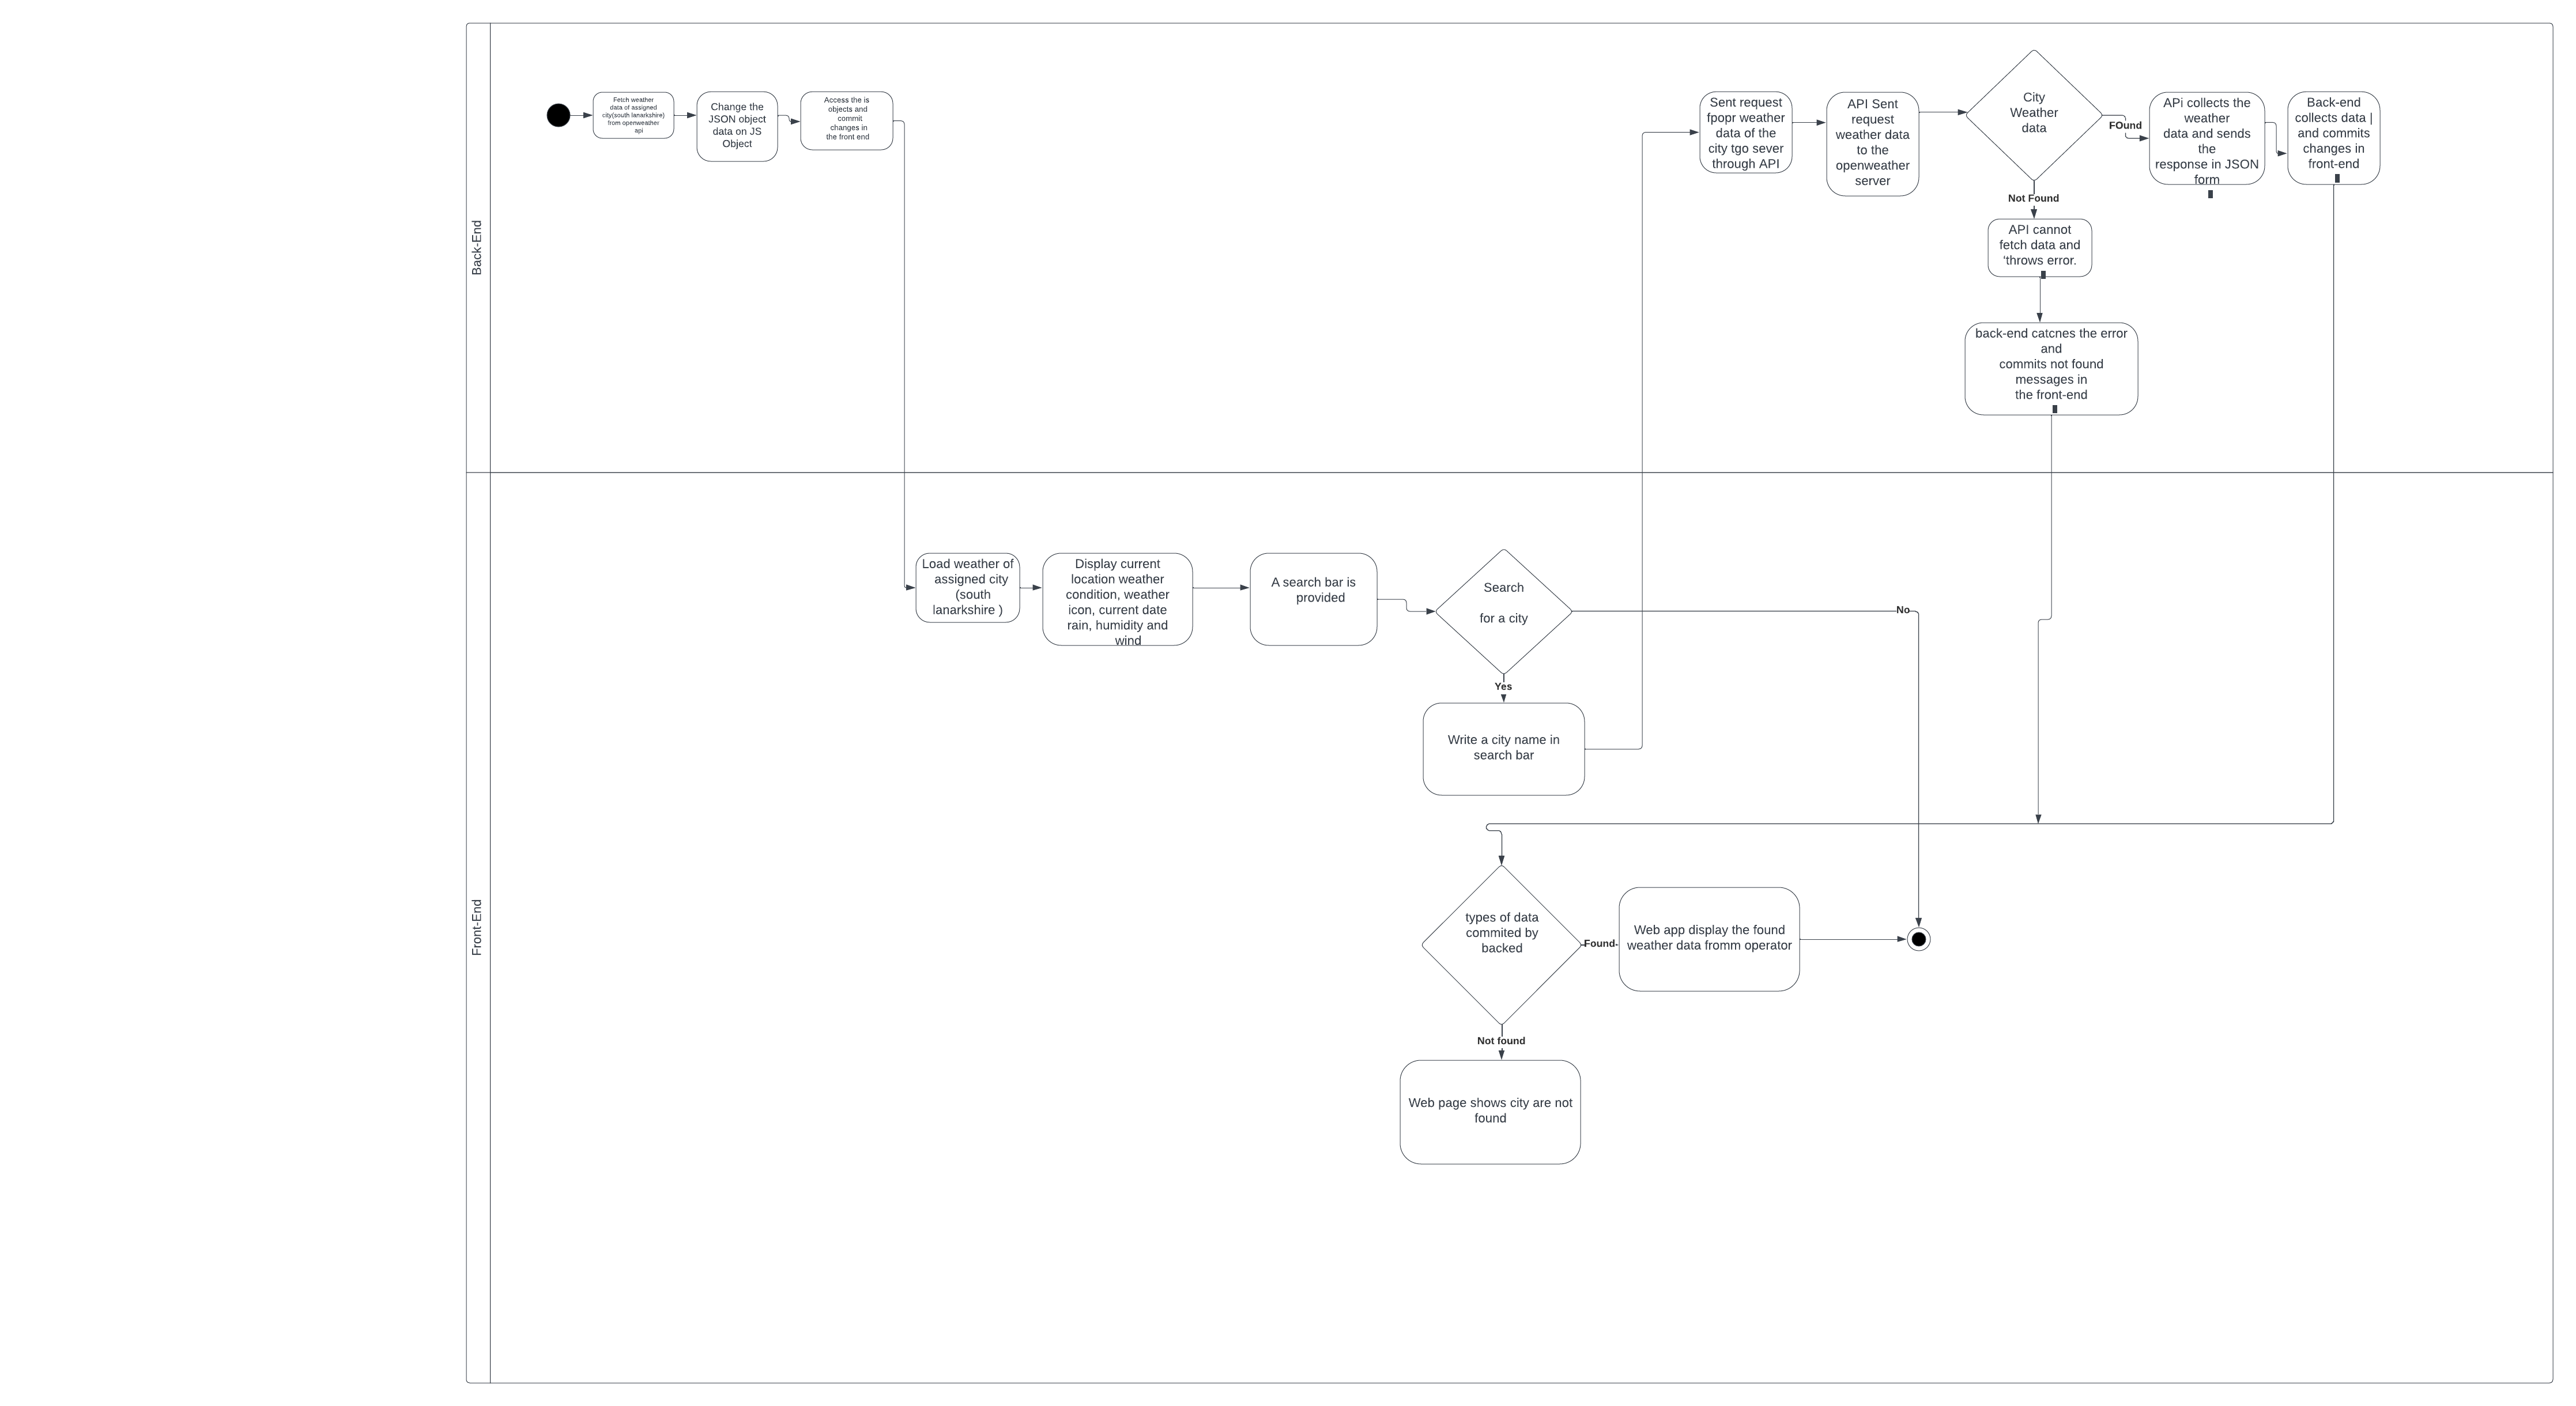 Back-End
Fetch weather
data of assigned
city(south lanarkshire)
from openweather
api
Change the
JSON object
data on JS
Object
Access the is
objects and
commit
changes in
the front end
Sent request
fpopr weather
data of the
city tgo sever
through API
API Sent
request
weather data
to the
openweather
server
City
Weather
data
FOund
APi collects the
weather
data and sends
the
response in JSON
form
Back-end
collects data |
and commits
changes in
front-end
Not Found
API cannot
fetch data and
'throws error.
back-end catcnes the error
and
commits not found
messages in
the front-end
Front-End
Load weather of
assigned city
(south
lanarkshire )
Display current
location weather
condition, weather
icon, current date
rain, humidity and
wind
A search bar is
provided
Search
for a city
No
Yes
Write a city name in
search bar
types of data
commited by
backed
Found
Web app display the found
weather data fromm operator
Not found
Web page shows city are not
found